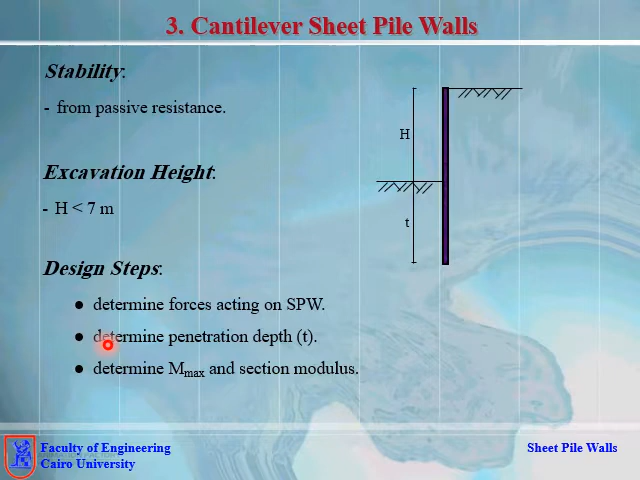 3. Cantilever Sheet Pile Walls
Stability:
- from passive resistance.
Excavation Height:
- H < 7 m
Design Steps:
● determine forces acting on SPW.
● determine penetration depth (t).
● determine Mmax and section modulus.
H
t
Faculty of Engineering
Cairo University
Sheet Pile Walls